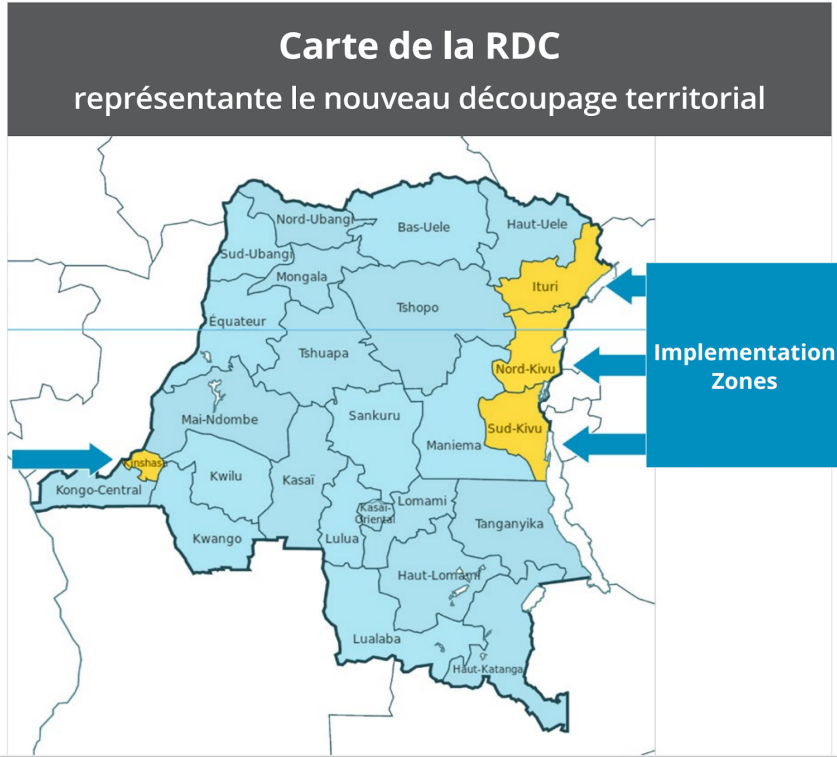 Carte de la RDC
représentante le nouveau découpage territorial
Nord-Ubangi
Bas-Uele
Haut-Uele
Sud-Ubangi
Mongala
Ituri
Tshopo
Équateur
Tshuapa
Implementation
Zones
Nord-Kivu
Mai-Ndombe
Sankuru
Sud-Kivu
Maniema
Kinshasa
Kwilu
Kasaï
Kongo-Central
Lomami
Kasaï-
Oriental
Tanganyika
Kwango
Lulua
Haut-Lomami
Lualaba
Haut-Katanga